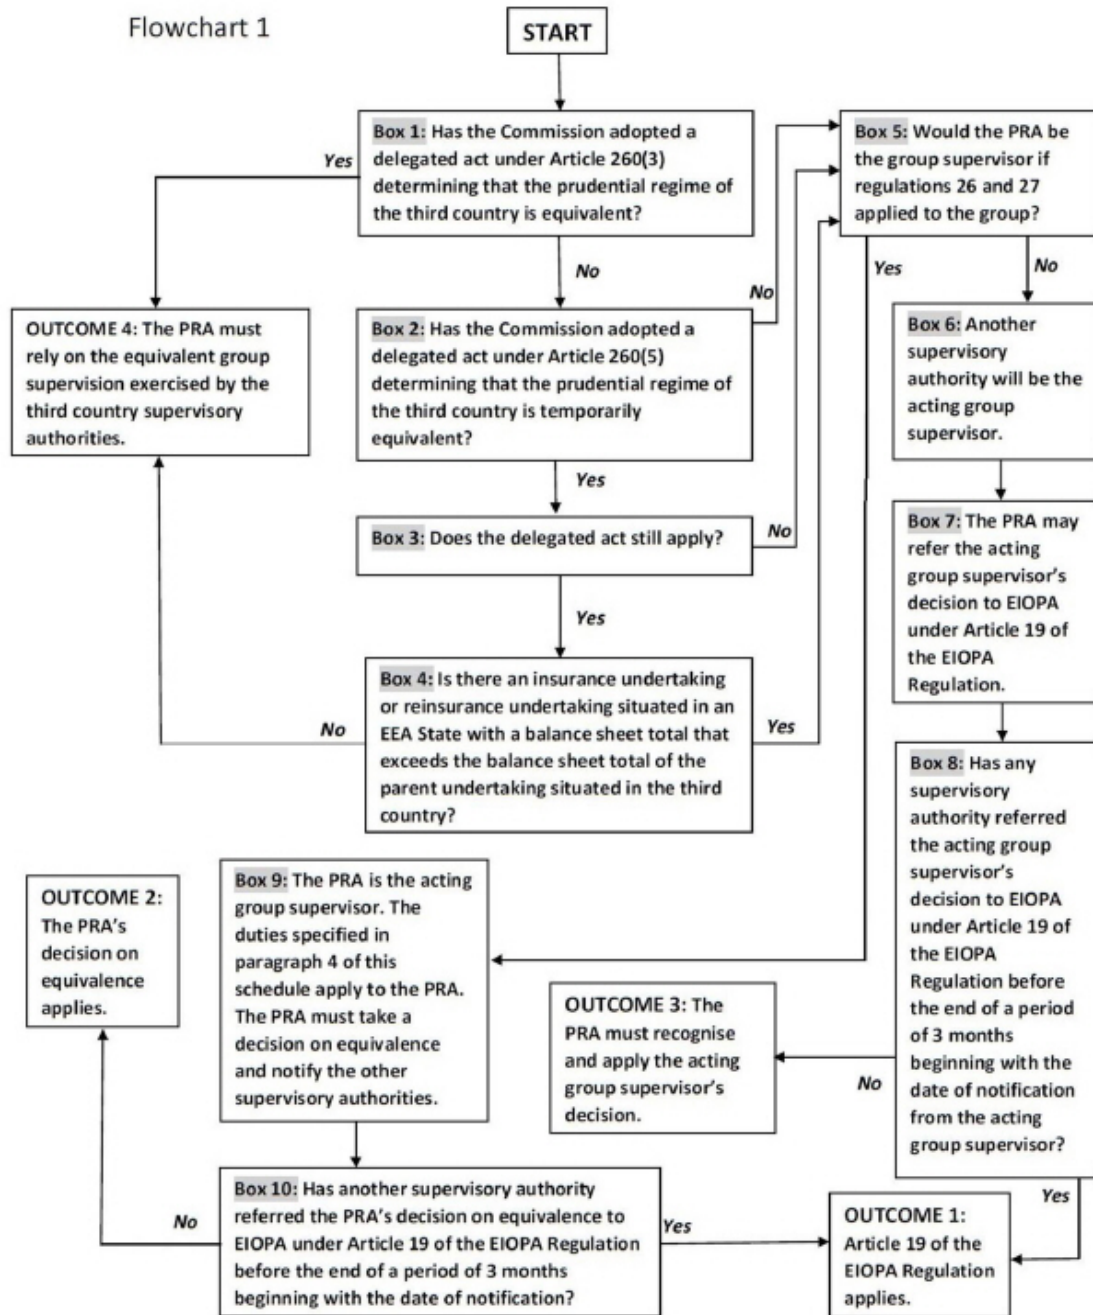 Flowchart 1
START
Box 1: Has the Commission adopted a
delegated act under Article 260(3)
determining that the prudential regime of
the third country is equivalent?
Yes
No
Box 5: Would the PRA be
the group supervisor if
regulations 26 and 27
applied to the group?
Yes
No
No
OUTCOME 4: The PRA must
rely on the equivalent group
supervision exercised by the
third country supervisory
authorities.
Box 2: Has the Commission adopted a
delegated act under Article 260(5)
determining that the prudential regime of
the third country is temporarily
equivalent?
Yes
Box 6: Another
supervisory
authority will be the
acting group
supervisor.
Box 3: Does the delegated act still apply?
No
Yes
Box 7: The PRA may
refer the acting
group supervisor's
decision to EIOPA
under Article 19 of
the EIOPA
Regulation.
Box 4: Is there an insurance undertaking
or reinsurance undertaking situated in an
EEA State with a balance sheet total that
exceeds the balance sheet total of the
parent undertaking situated in the third
country?
No
Yes
Box 8: Has any
supervisory
authority referred
the acting group
supervisor's
decision to EIOPA
under Article 19 of
the EIOPA
Regulation before
the end of a period
of 3 months
beginning with the
date of notification
from the acting
group supervisor?
No
Yes
OUTCOME 2:
The PRA's
decision on
equivalence
applies.
Box 9: The PRA is the acting
group supervisor. The
duties specified in
paragraph 4 of this
schedule apply to the PRA.
The PRA must take a
decision on equivalence
and notify the other
supervisory authorities.
OUTCOME 3: The
PRA must recognise
and apply the acting
group supervisor's
decision.
Box 10: Has another supervisory authority
referred the PRA's decision on equivalence to
EIOPA under Article 19 of the EIOPA Regulation
before the end of a period of 3 months
beginning with the date of notification?
No
Yes
OUTCOME 1:
Article 19 of the
EIOPA Regulation
applies.